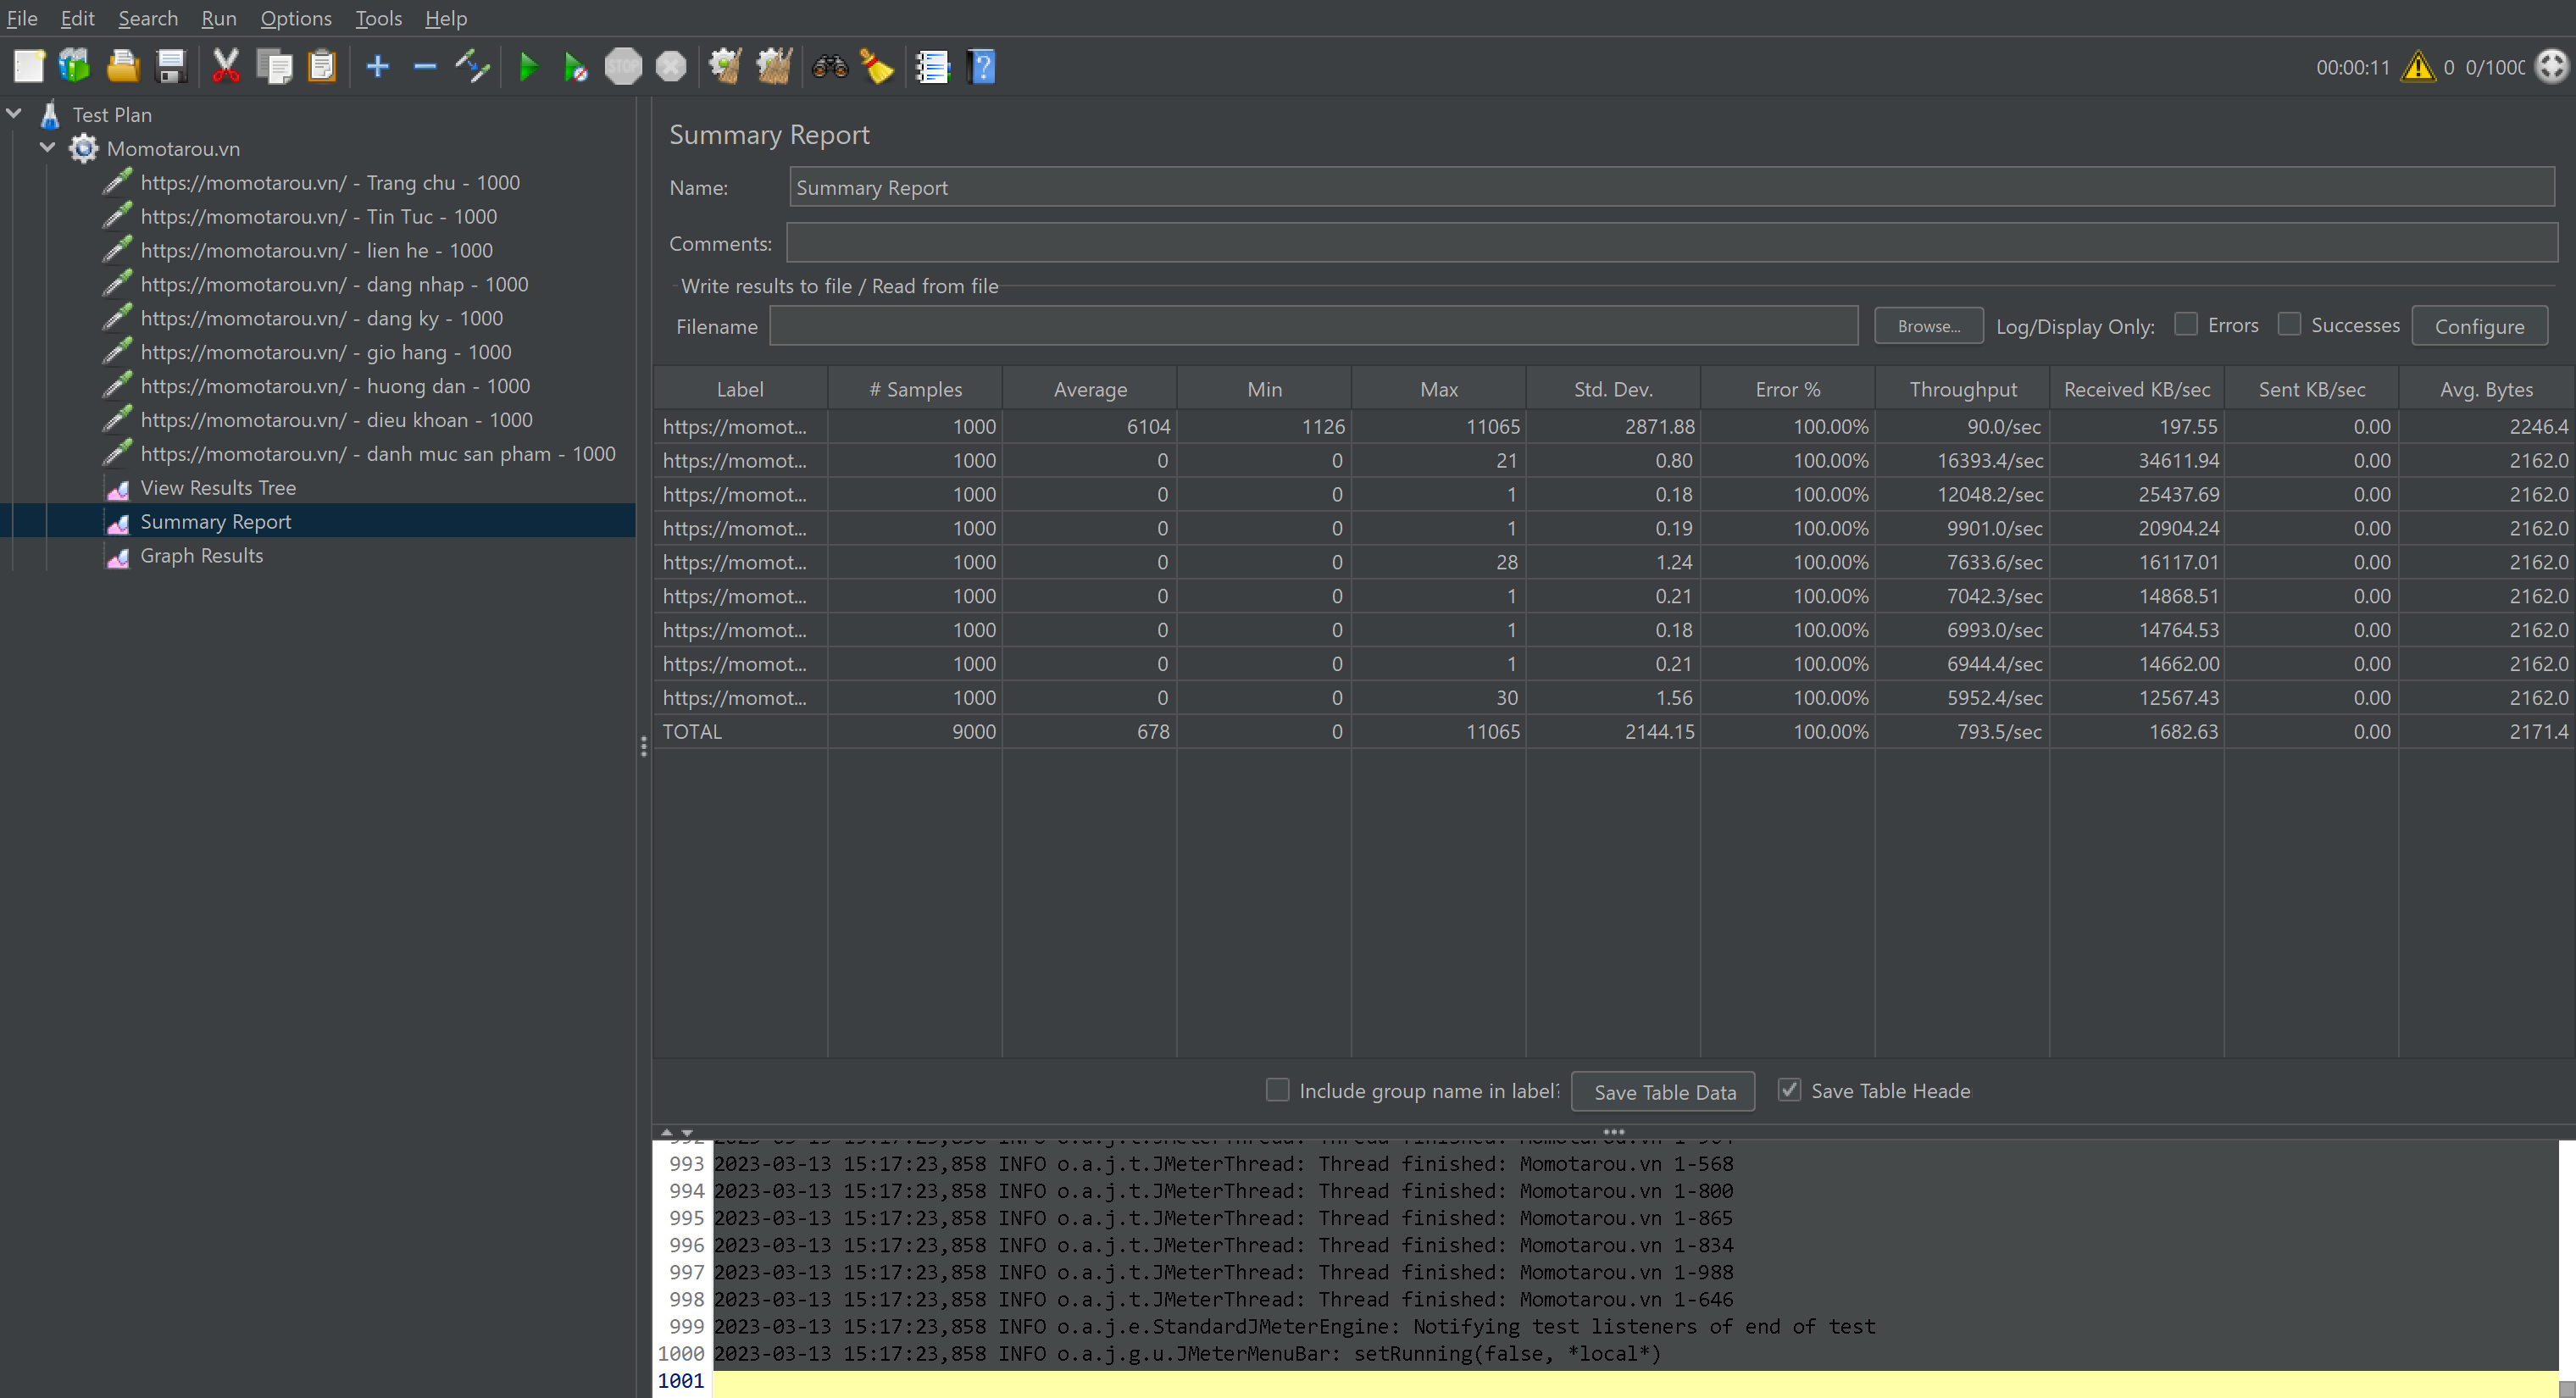 File Edit Search Run Options Tools Help
00:00:11 0 0/1000
Test Plan
Momotarou.vn
https://momotarou.vn/ - Trang chu - 1000
https://momotarou.vn/ - Tin Tuc - 1000
https://momotarou.vn/ - lien he - 1000
https://momotarou.vn/ - dang nhap - 1000
https://momotarou.vn/ - dang ky - 1000
https://momotarou.vn/ - gio hang - 1000
https://momotarou.vn/ - huong dan - 1000
https://momotarou.vn/ - dieu khoan - 1000
https://momotarou.vn/ - danh muc san pham - 1000
View Results Tree
Summary Report
Graph Results
Summary Report
Name: Summary Report
Comments:
Write results to file / Read from file
Filename Browse... Log/Display Only: Errors Successes Configure
Label # Samples Average Min Max Std. Dev. Error % Throughput Received KB/sec Sent KB/sec Avg. Bytes
https://momot... 1000 6104 1126 11065 2871.88 100.00% 90.0/sec 197.55 0.00 2246.4
https://momot... 1000 0 0 21 0.80 100.00% 16393.4/sec 34611.94 0.00 2162.0
https://momot... 1000 0 0 1 0.18 100.00% 12048.2/sec 25437.69 0.00 2162.0
https://momot... 1000 0 0 1 0.19 100.00% 9901.0/sec 20904.24 0.00 2162.0
https://momot... 1000 0 0 28 1.24 100.00% 7633.6/sec 16117.01 0.00 2162.0
https://momot... 1000 0 0 1 0.21 100.00% 7042.3/sec 14868.51 0.00 2162.0
https://momot... 1000 0 0 1 0.18 100.00% 6993.0/sec 14764.53 0.00 2162.0
https://momot... 1000 0 0 1 0.21 100.00% 6944.4/sec 14662.00 0.00 2162.0
https://momot... 1000 0 0 30 1.56 100.00% 5952.4/sec 12567.43 0.00 2162.0
TOTAL 9000 678 0 11065 2144.15 100.00% 793.5/sec 1682.63 0.00 2171.4
Include group name in label? Save Table Data Save Table Heade
993 2023-03-13 15:17:23,858 INFO o.a.j.t.JMeterThread: Thread finished: Momotarou.vn 1-568
994 2023-03-13 15:17:23,858 INFO o.a.j.t.JMeterThread: Thread finished: Momotarou.vn 1-800
995 2023-03-13 15:17:23,858 INFO o.a.j.t.JMeterThread: Thread finished: Momotarou.vn 1-865
996 2023-03-13 15:17:23,858 INFO o.a.j.t.JMeterThread: Thread finished: Momotarou.vn 1-834
997 2023-03-13 15:17:23,858 INFO o.a.j.t.JMeterThread: Thread finished: Momotarou.vn 1-988
998 2023-03-13 15:17:23,858 INFO o.a.j.t.JMeterThread: Thread finished: Momotarou.vn 1-646
999 2023-03-13 15:17:23,858 INFO o.a.j.e.StandardJMeterEngine: Notifying test listeners of end of test
1000 2023-03-13 15:17:23,858 INFO o.a.j.g.u.JMeterMenuBar: setRunning(false, *local*)
1001